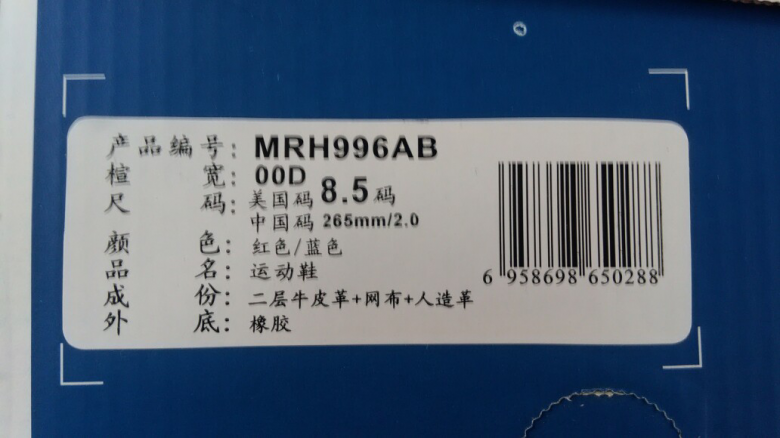 产品编号: MRH996AB
楦宽: 00D
尺码: 美国码 8.5 码
中国码 265mm/2.0
颜色: 红色/蓝色
品名: 运动鞋
成份: 二层牛皮革+网布+人造革
外底: 橡胶
6 958698 650288